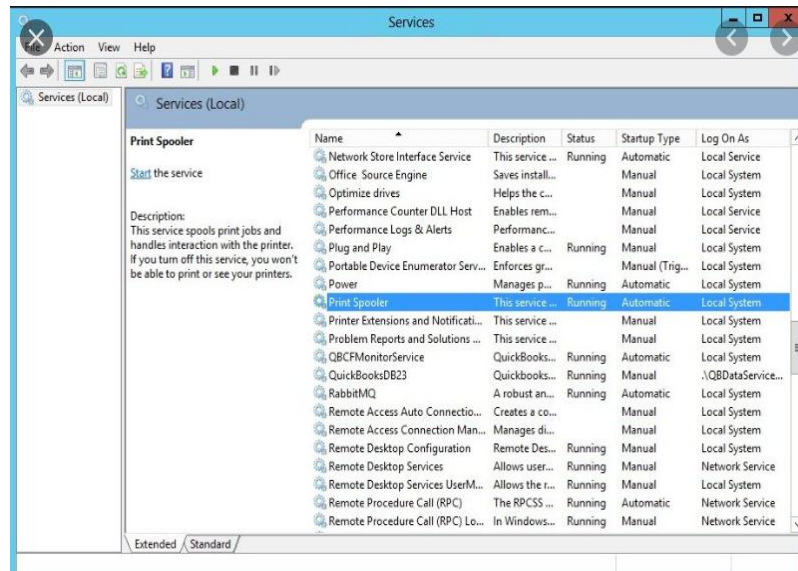 Services
File Action View Help
Services (Local)
Services (Local)
Print Spooler
Start the service
Description:
This service spools print jobs and
handles interaction with the printer.
If you turn off this service, you won't
be able to print or see your printers.
Name Description Status Startup Type Log On As
Network Store Interface Service This service ... Running Automatic Local Service
Office Source Engine Saves install... Manual Local System
Optimize drives Helps the c... Manual Local System
Performance Counter DLL Host Enables rem... Manual Local Service
Performance Logs & Alerts Performanc... Manual Local Service
Plug and Play Enables a c... Running Manual Local System
Portable Device Enumerator Serv... Enforces gr... Manual (Trig... Local System
Power Manages p... Running Automatic Local System
Print Spooler This service ... Running Automatic Local System
Printer Extensions and Notificati... This service ... Manual Local System
Problem Reports and Solutions ... This service ... Manual Local System
QBCFMonitorService QuickBooks... Running Automatic Local System
QuickBooksDB23 Quickbooks... Running Manual .\QBDataService...
RabbitMQ A robust an... Running Automatic Local System
Remote Access Auto Connectio... Creates a co... Manual Local System
Remote Access Connection Man... Manages di... Manual Local System
Remote Desktop Configuration Remote Des... Running Manual Local System
Remote Desktop Services Allows user... Running Manual Network Service
Remote Desktop Services UserM... Allows the r... Running Manual Local System
Remote Procedure Call (RPC) The RPCSS ... Running Automatic Network Service
Remote Procedure Call (RPC) Lo... In Windows... Running Manual Network Service
Extended Standard